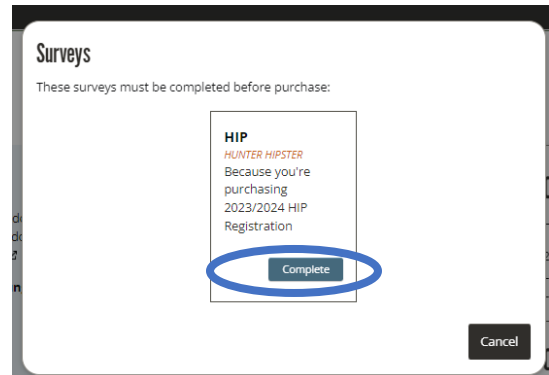 Surveys
These surveys must be completed before purchase:
HIP
HUNTER HIPSTER
Because you're
purchasing
2023/2024 HIP
Registration
Complete
Cancel